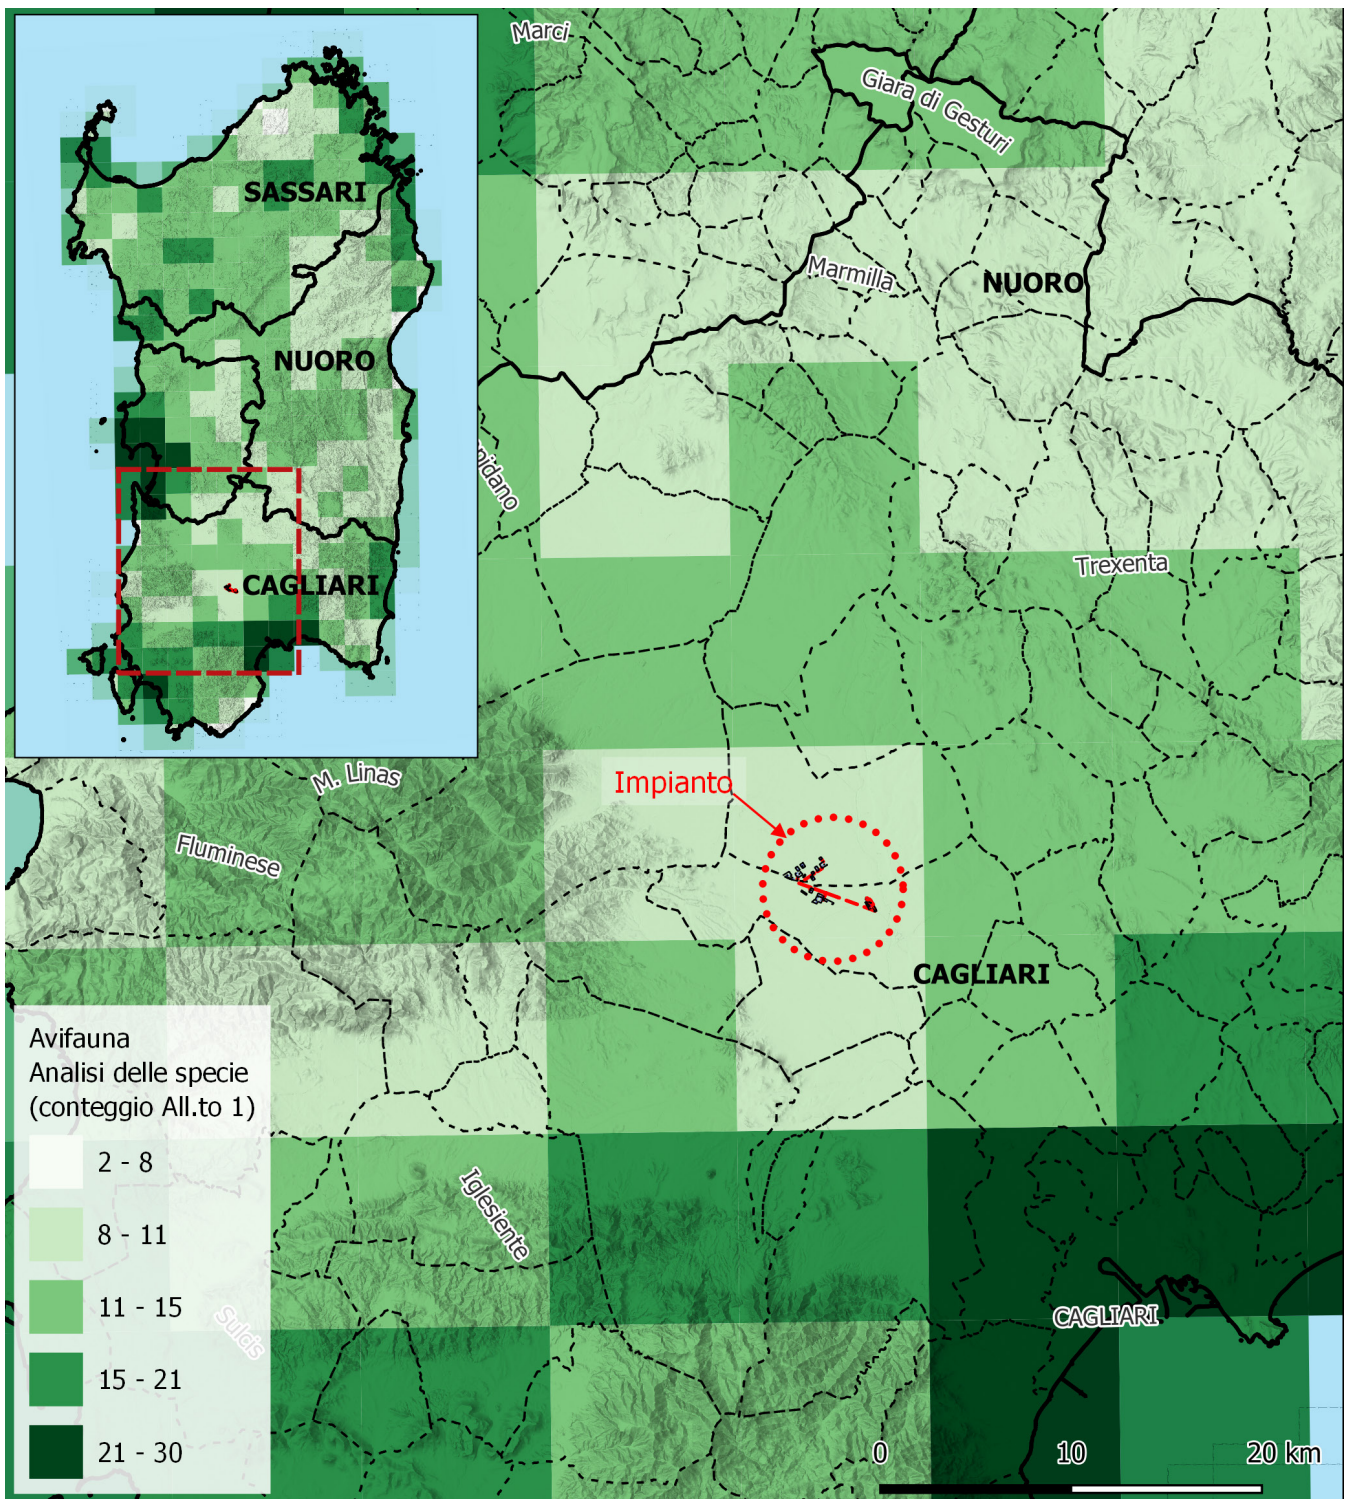 Marci
Giara di Gesturi
SASSARI
Marmilla
NUORO
NUORO
pidano
Trexenta
CAGLIARI
M. Linas
Impianto
Fluminese
CAGLIARI
Avifauna
Analisi delle specie
(conteggio All.to 1)
2 - 8
8 - 11
11 - 15
15 - 21
21 - 30
Iglesiente
Sulcis
CAGLIARI
0 10 20 km